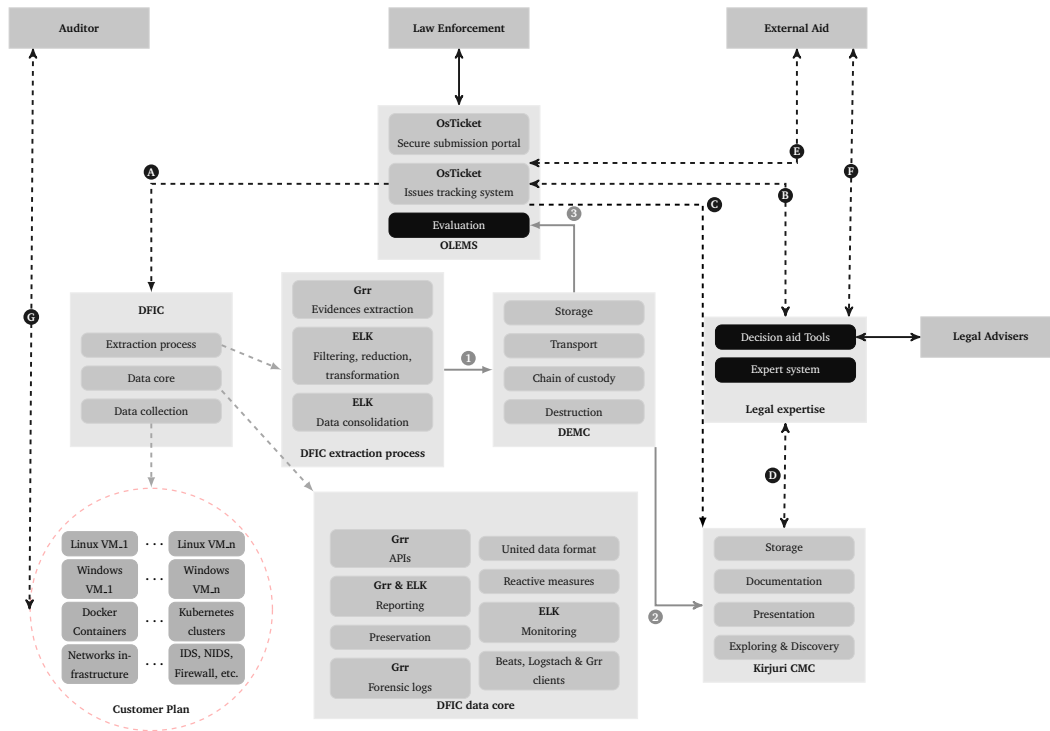 Auditor
Law Enforcement
External Aid
OsTicket
Secure submission portal
OsTicket
Issues tracking system
Evaluation
OLEMS
A
E
B
F
C
3
G
DFIC
Extraction process
Data core
Data collection
Grr
Evidences extraction
ELK
Filtering, reduction,
transformation
ELK
Data consolidation
DFIC extraction process
1
Storage
Transport
Chain of custody
Destruction
DEMC
Decision aid Tools
Expert system
Legal expertise
Legal Advisers
D
Linux VM_1
...
Linux VM_n
Windows
VM_1
...
Windows
VM_n
Docker
Containers
...
Kubernetes
clusters
Networks in-
frastructure
...
IDS, NIDS,
Firewall, etc.
Customer Plan
Grr
APIs
Grr & ELK
Reporting
Preservation
Grr
Forensic logs
United data format
Reactive measures
ELK
Monitoring
Beats, Logstach & Grr
clients
DFIC data core
2
Storage
Documentation
Presentation
Exploring & Discovery
Kirjuri CMC